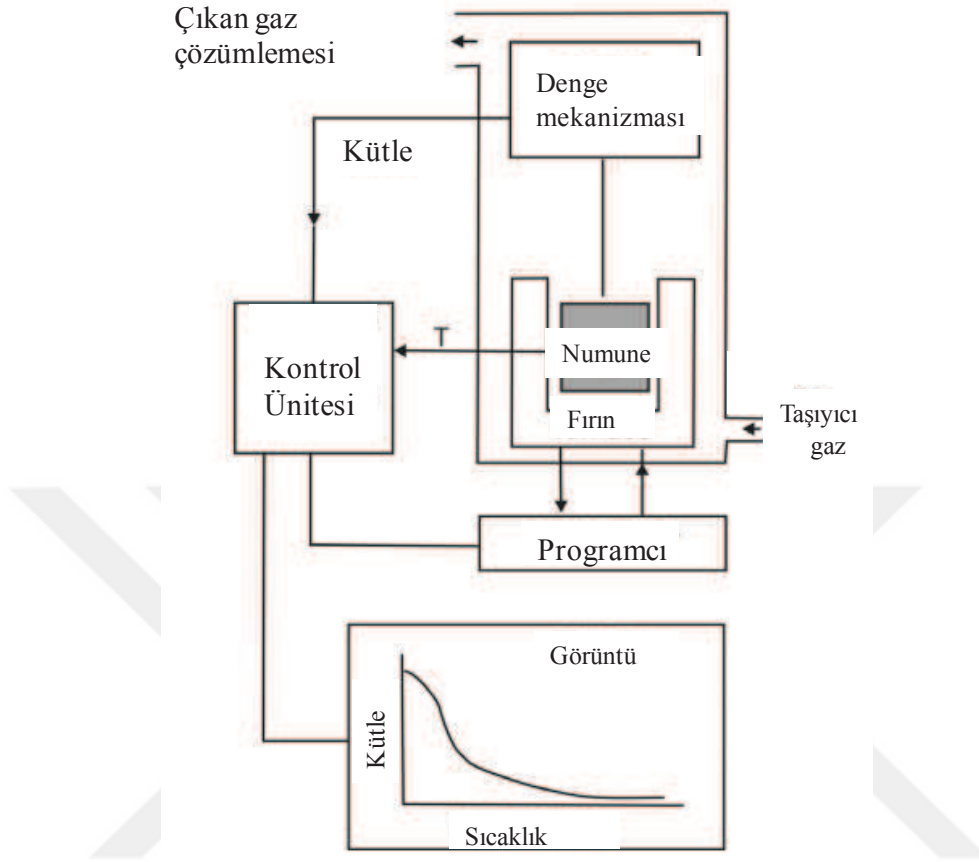 Çıkan gaz
çözümlemesi
Denge
mekanizması
Kütle
T
Kontrol
Ünitesi
Numune
Fırın
Taşıyıcı
gaz
Programcı
Görüntü
Kütle
Sıcaklık